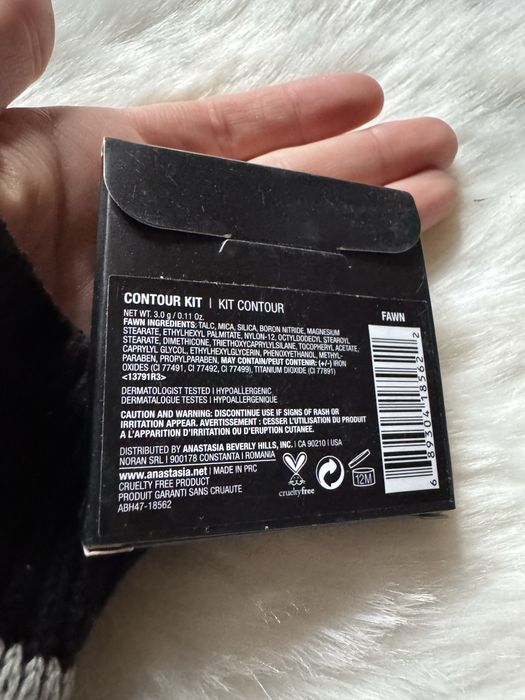 CONTOUR KIT | KIT CONTOUR
FAWN
NET WT. 3.0 g / 0.11 Oz.
FAWN INGREDIENTS: TALC, MICA, SILICA, BORON NITRIDE, MAGNESIUM
STEARATE, ETHYLHEXYL PALMITATE, NYLON-12, OCTYLDODECYL STEAROYL
STEARATE, DIMETHICONE, TRIETHOXYCAPRYLYLSILANE, TOCOPHERYL ACETATE,
CAPRYLYL GLYCOL, ETHYLHEXYLGLYCERIN, PHENOXYETHANOL, METHYL-
PARABEN, PROPYLPARABEN, MAY CONTAIN/PEUT CONTENIR: (+/-) IRON
OXIDES (CI 77491, CI 77492, CI 77499), TITANIUM DIOXIDE (CI 77891)
<13791R3>
DERMATOLOGIST TESTED | HYPOALLERGENIC
DERMATALOGUE TESTES | HYPOALLERGENIQUE
CAUTION AND WARNING: DISCONTINUE USE IF SIGNS OF RASH OR
IRRITATION APPEAR. AVERTISSEMENT : CESSER L'UTILISATION DU PRODUIT
A L'APPARITION D'IRRITATION OU D'ERUPTION CUTANEE.
DISTRIBUTED BY ANASTASIA BEVERLY HILLS, INC. | CA 90210 | USA
NORAN SRL | 900178 CONSTANTA | ROMANIA
www.anastasia.net | MADE IN PRC
CRUELTY FREE PRODUCT
PRODUIT GARANTI SANS CRUAUTE
ABH47-18562
crueltyfree
12M
6 89304 18562 2